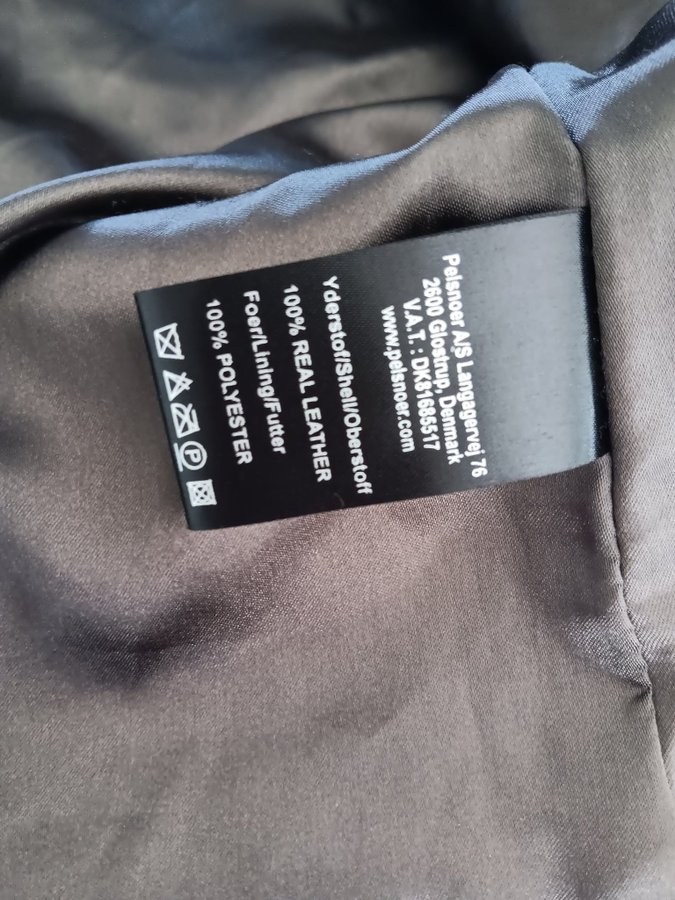 Pelsnoer A/S Langagervej 76
2600 Glostrup, Denmark
V.A.T.: DK81685517
www.pelsnoer.com
Yderstof/Shell/Oberstoff
100% REAL LEATHER
Foer/Lining/Futter
100% POLYESTER
P